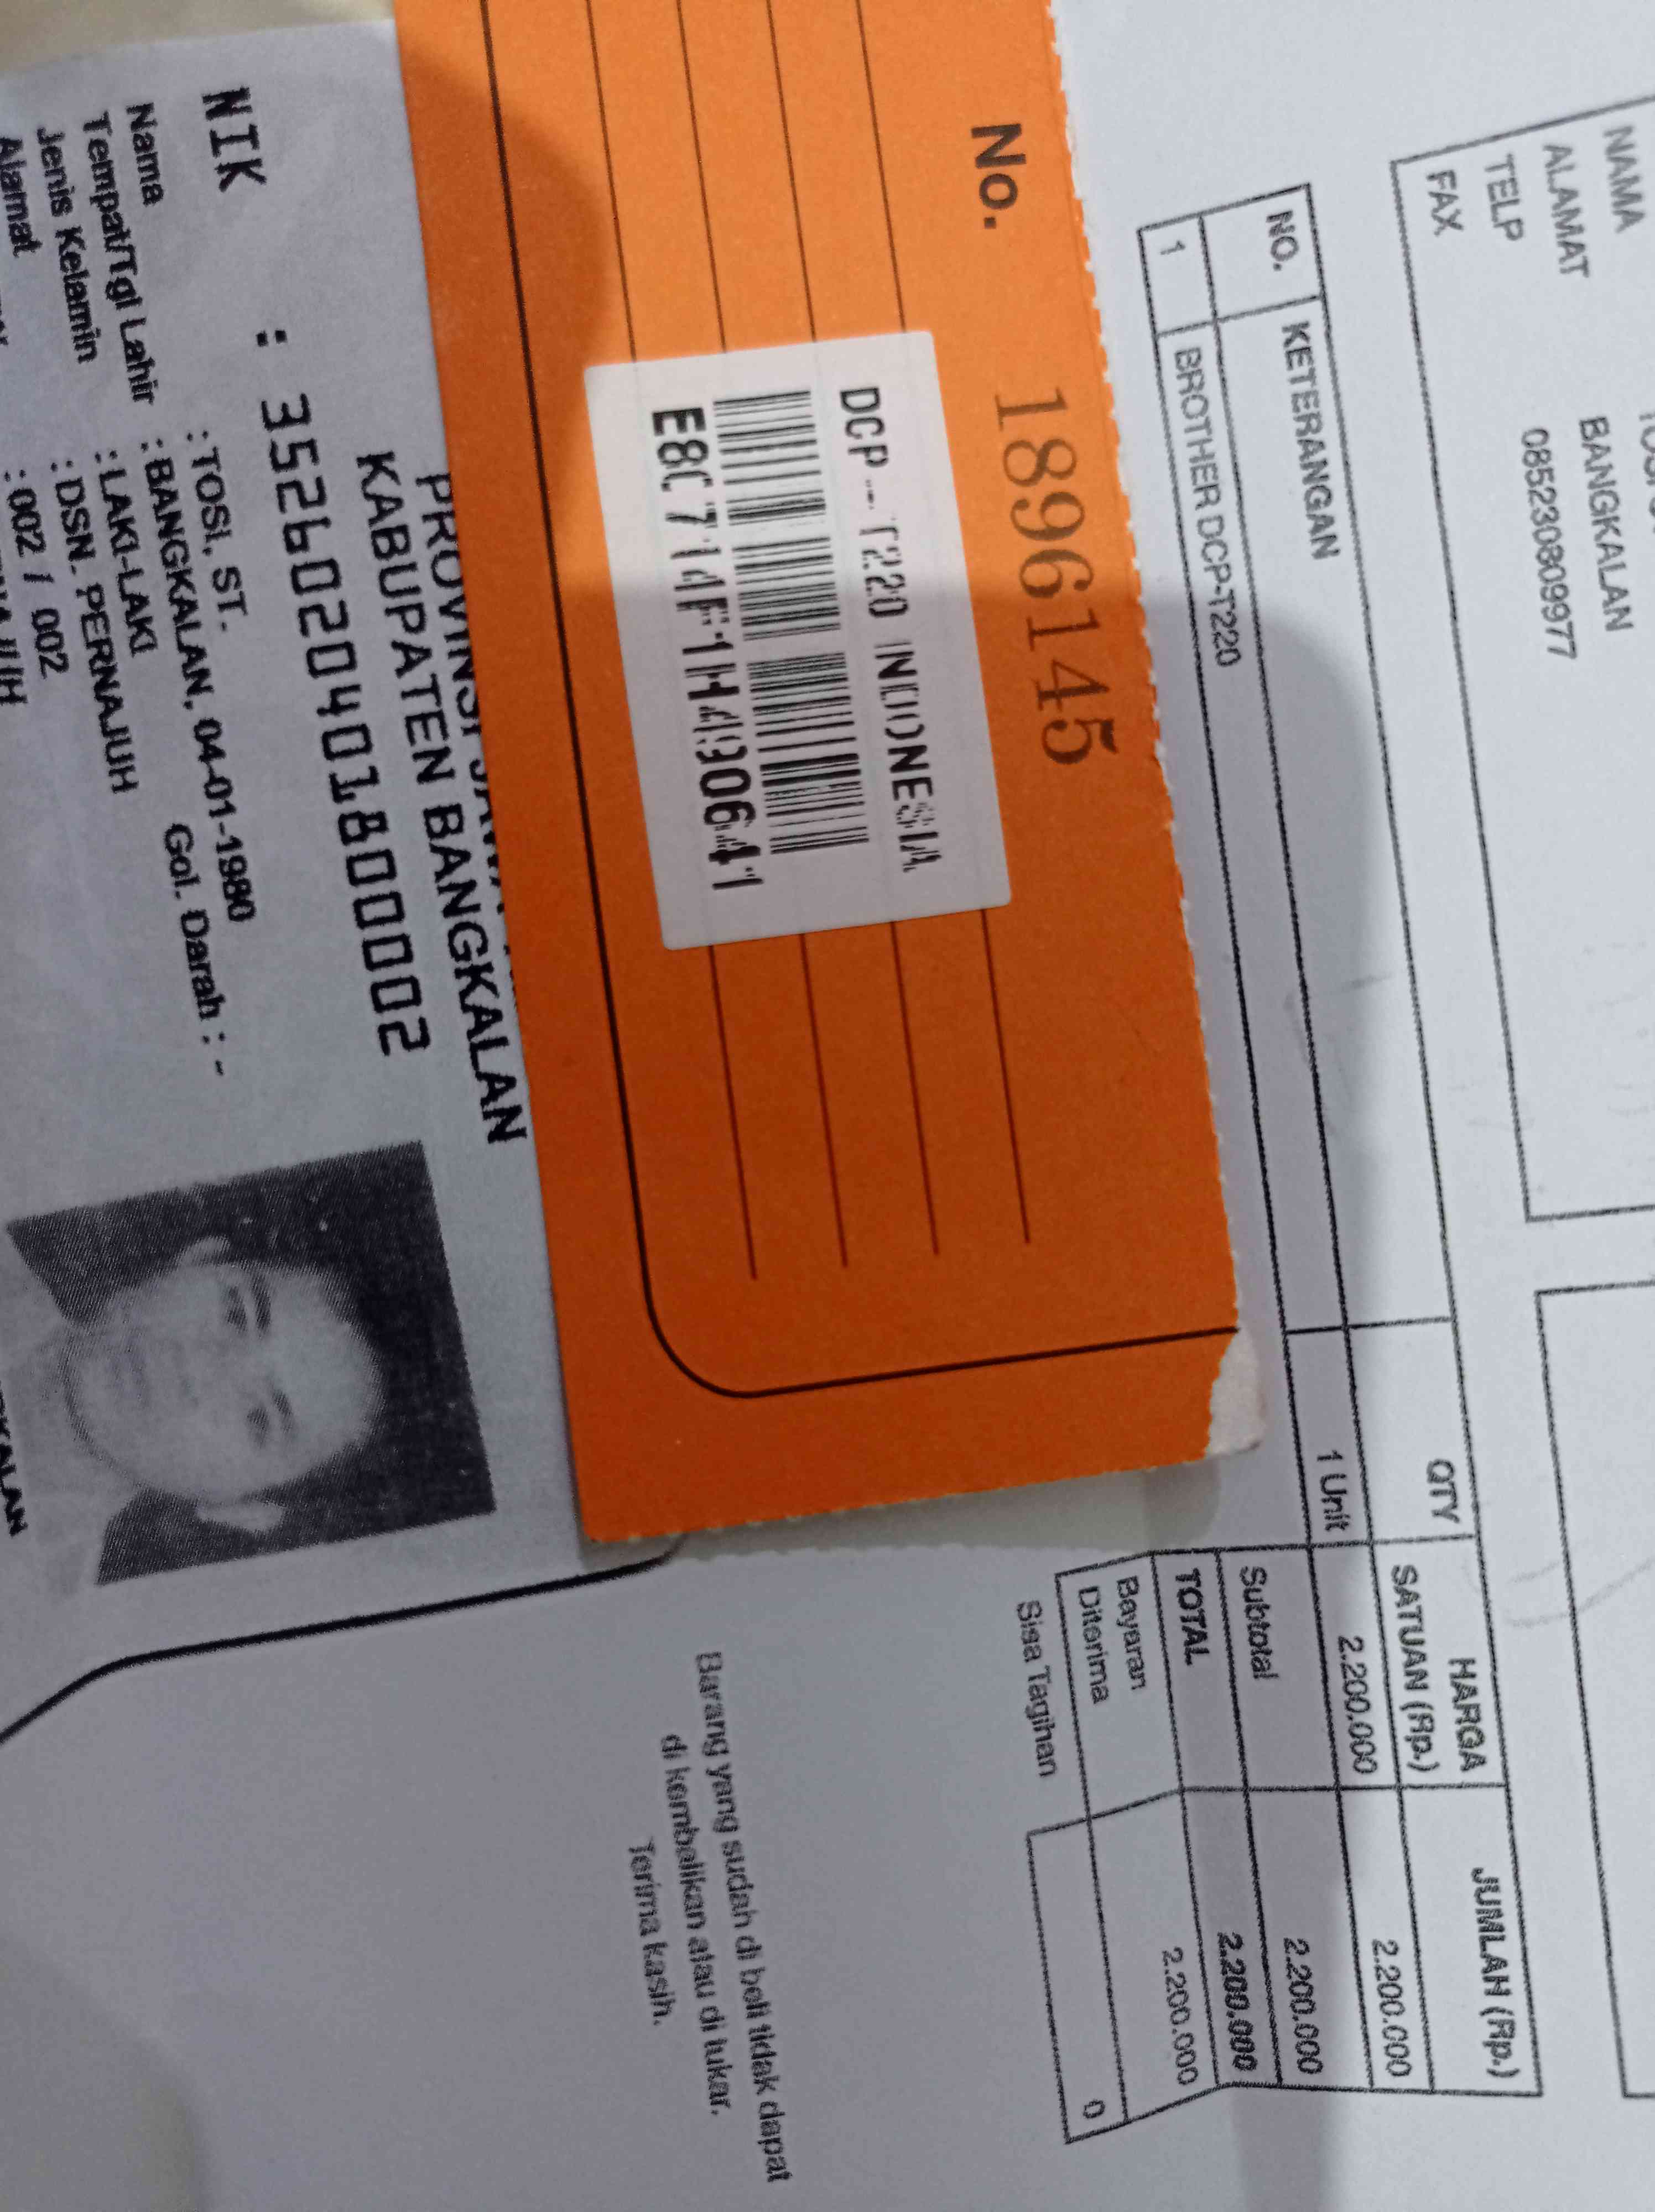 NAMA
ALAMAT BANGKALAN
TELP 085230809977
FAX
NO. KETERANGAN QTY HARGA SATUAN (Rp.) JUMLAH (Rp.)
1 BROTHER DCP-T220 1 Unit 2.200.000 2.200.000
Subtotal 2.200.000
TOTAL 2.200.000
Bayaran Diterima 2.200.000
Sisa Tagihan 0
Barang yang sudah di beli tidak dapat
di kembalikan atau di tukar.
Terima kasih.
No. 1896145
DCP-T220 INDONESIA
E8C714F1H490641
PROVINSI
KABUPATEN BANGKALAN
NIK : 3526020401800002
Nama : TOSI, ST.
Tempat/Tgl Lahir : BANGKALAN, 04-01-1980
Jenis Kelamin : LAKI-LAKI Gol. Darah : -
Alamat : DSN. PERNAJUH
: 002 / 002